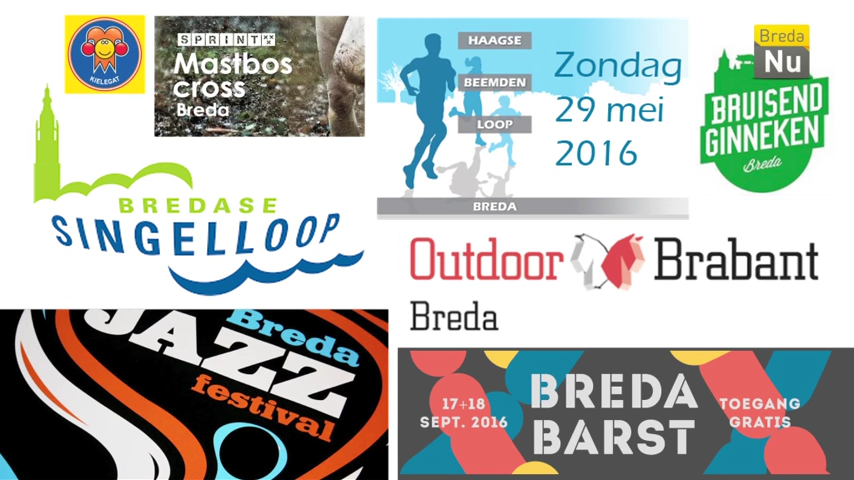 KIELEGAT
SPRINT XXX
Mastbos
cross
Breda
HAAGSE
BEEMDEN
LOOP
BREDA
Zondag
29 mei
2016
Breda
Nu
BRUISEND
GINNEKEN
Breda
BREDASE
SINGELLOOP
Outdoor Brabant
Breda
Breda
JAZZ
festival
17+18
SEPT. 2016
BREDA
BARST
TOEGANG
GRATIS